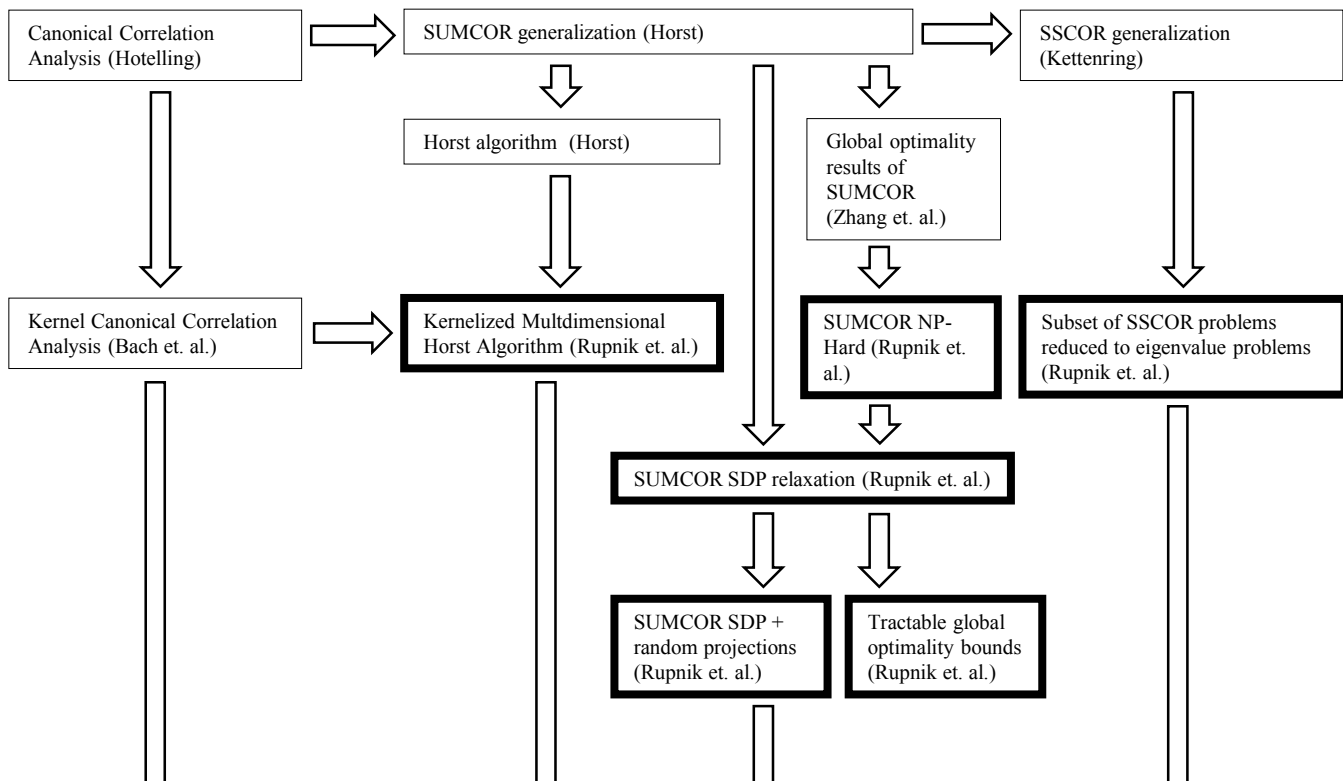 Canonical Correlation
Analysis (Hotelling)
SUMCOR generalization (Horst)
SSCOR generalization
(Kettenring)
Horst algorithm (Horst)
Global optimality
results of
SUMCOR
(Zhang et. al.)
Kernel Canonical Correlation
Analysis (Bach et. al.)
Kernelized Multdimensional
Horst Algorithm (Rupnik et. al.)
SUMCOR NP-
Hard (Rupnik et.
al.)
Subset of SSCOR problems
reduced to eigenvalue problems
(Rupnik et. al.)
SUMCOR SDP relaxation (Rupnik et. al.)
SUMCOR SDP +
random projections
(Rupnik et. al.)
Tractable global
optimality bounds
(Rupnik et. al.)